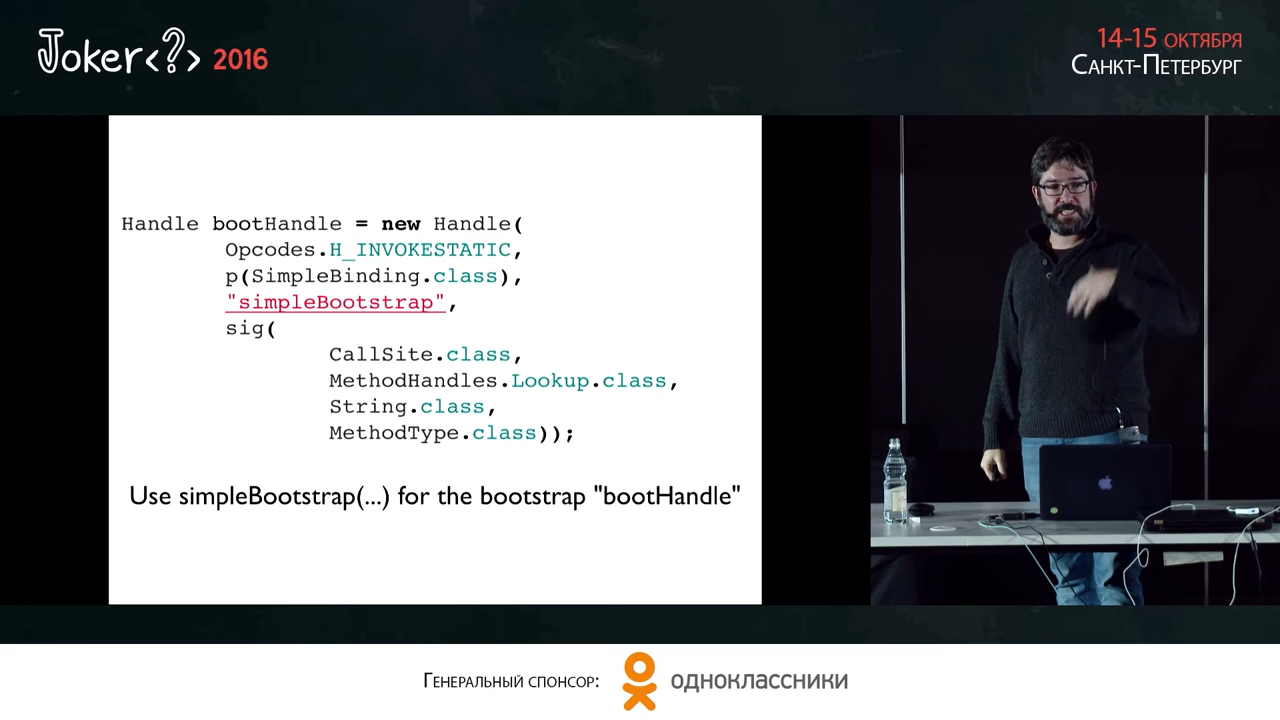 Joker<?> 2016
14-15 октября
Санкт-Петербург
Handle bootHandle = new Handle(
Opcodes.H_INVOKESTATIC,
p(SimpleBinding.class),
"simpleBootstrap",
sig(
CallSite.class,
MethodHandles.Lookup.class,
String.class,
MethodType.class));
Use simpleBootstrap(...) for the bootstrap "bootHandle"
Генеральный спонсор:
одноклассники